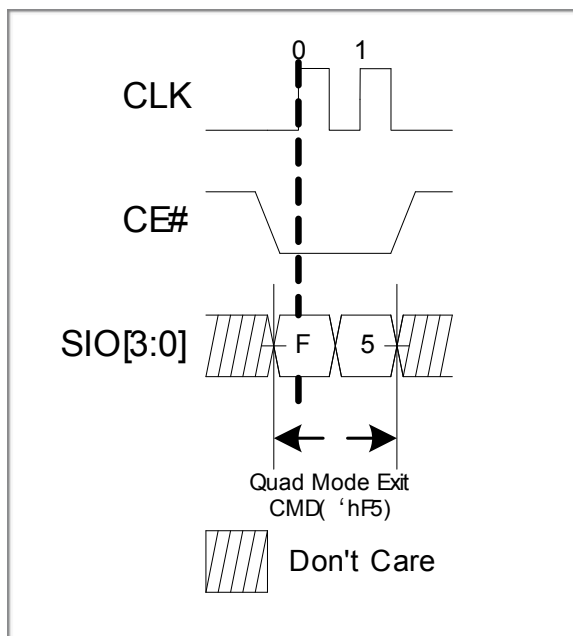 0 1
CLK
CE#
SIO[3:0]
F 5
Quad Mode Exit
CMD( ‘hF5)
Don't Care